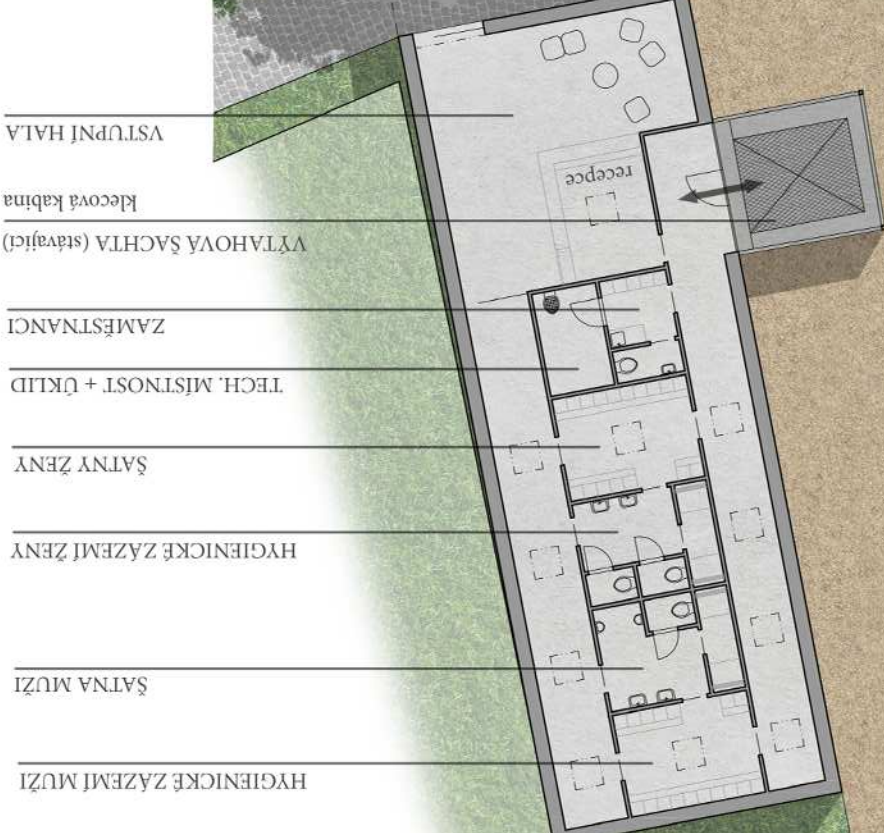 HYGIENICKÉ ZÁZEMÍ MUŽI
ŠATNA MUŽI
HYGIENICKÉ ZÁZEMÍ ŽENY
ŠATNY ŽENY
TECH. MÍSTNOST + ÚKLID
ZAMĚSTNANCI
VÝTAHOVÁ ŠACHTA (stávající)
klecová kabina
recepce
VSTUPNÍ HALA